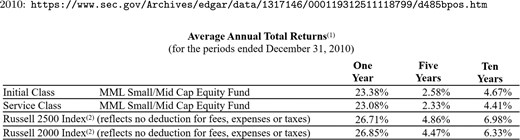 2010: https://www.sec.gov/Archives/edgar/data/1317146/000119312511118799/d485bpos.htm
Average Annual Total Returns(1)
(for the periods ended December 31, 2010)
One Year Five Years Ten Years
Initial Class MML Small/Mid Cap Equity Fund 23.38% 2.58% 4.67%
Service Class MML Small/Mid Cap Equity Fund 23.08% 2.33% 4.41%
Russell 2500 Index(2) (reflects no deduction for fees, expenses or taxes) 26.71% 4.86% 6.98%
Russell 2000 Index(2) (reflects no deduction for fees, expenses or taxes) 26.85% 4.47% 6.33%